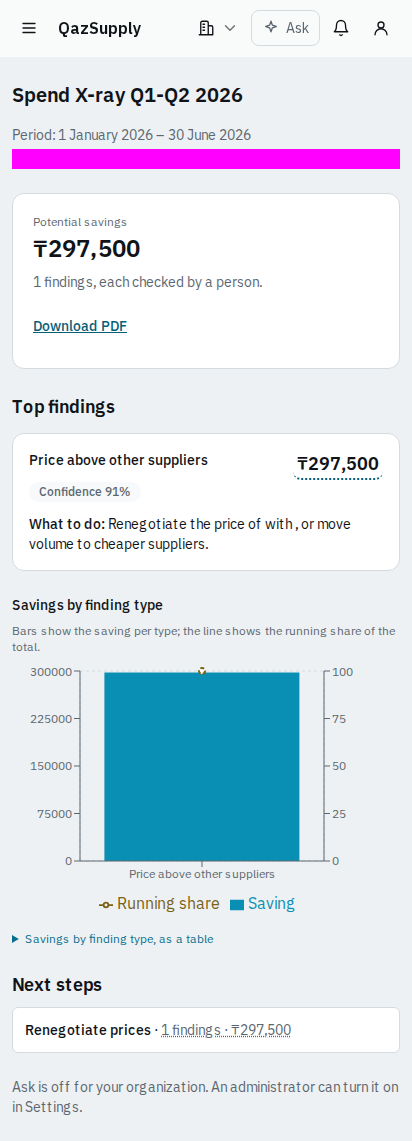 QazSupply
Ask
Spend X-ray Q1-Q2 2026
Period: 1 January 2026 – 30 June 2026
Potential savings
₸297,500
1 findings, each checked by a person.
Download PDF
Top findings
Price above other suppliers
₸297,500
Confidence 91%
What to do: Renegotiate the price of with , or move
volume to cheaper suppliers.
Savings by finding type
Bars show the saving per type; the line shows the running share of the
total.
300000
225000
150000
75000
0
100
75
50
25
0
Price above other suppliers
Running share
Saving
Savings by finding type, as a table
Next steps
Renegotiate prices · 1 findings · ₸297,500
Ask is off for your organization. An administrator can turn it on
in Settings.